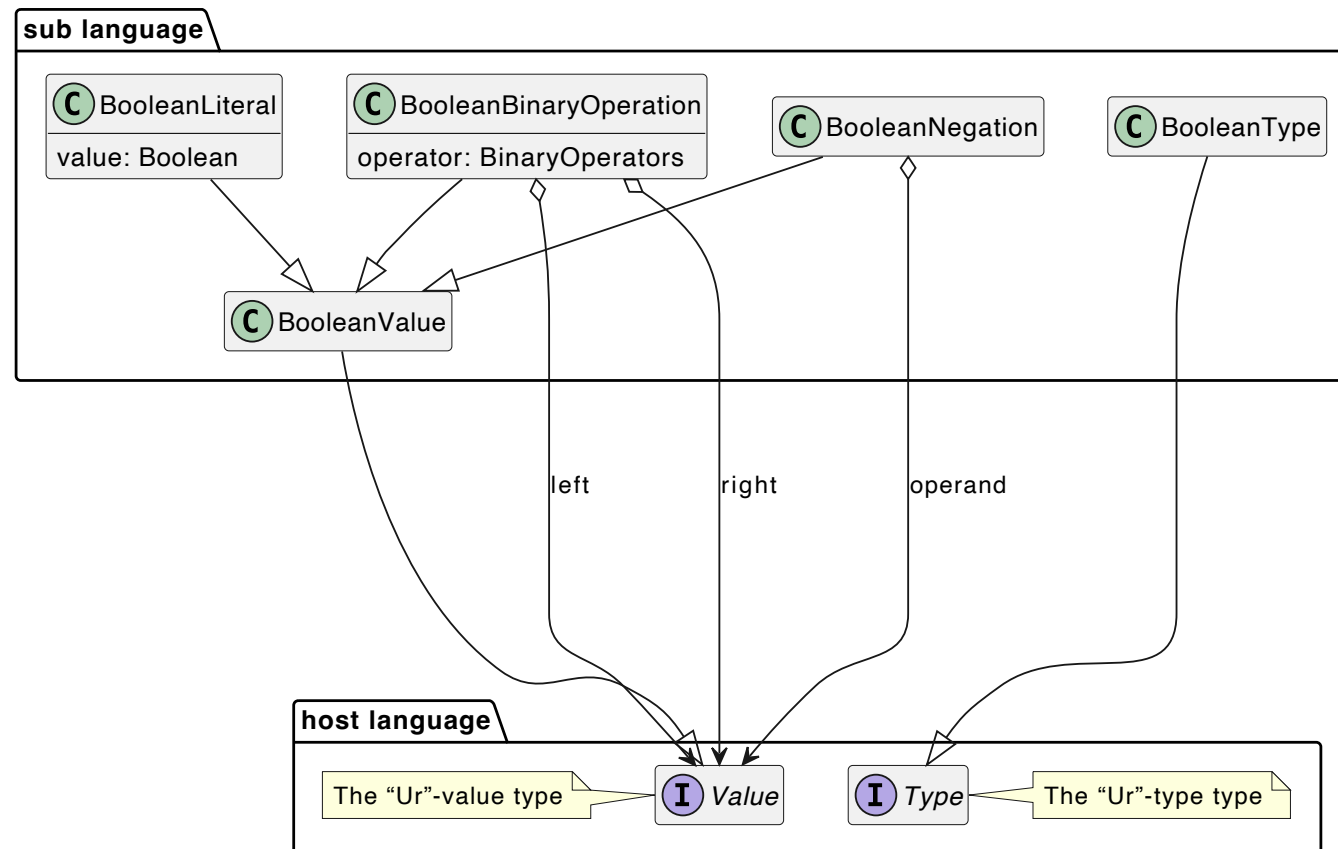 sub language
C BooleanLiteral
value: Boolean
C BooleanBinaryOperation
operator: BinaryOperators
C BooleanNegation
C BooleanType
C BooleanValue
left
right
operand
host language
The “Ur”-value type
I Value
I Type
The “Ur”-type type